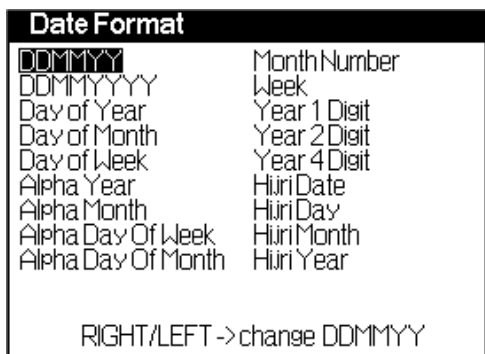 Date Format
DDMMYY
DDMMYYYY
Day of Year
Day of Month
Day of Week
Alpha Year
Alpha Month
Alpha Day Of Week
Alpha Day Of Month
Month Number
Week
Year 1 Digit
Year 2 Digit
Year 4 Digit
Hijri Date
Hijri Day
Hijri Month
Hijri Year
RIGHT/LEFT -> change DDMMYY